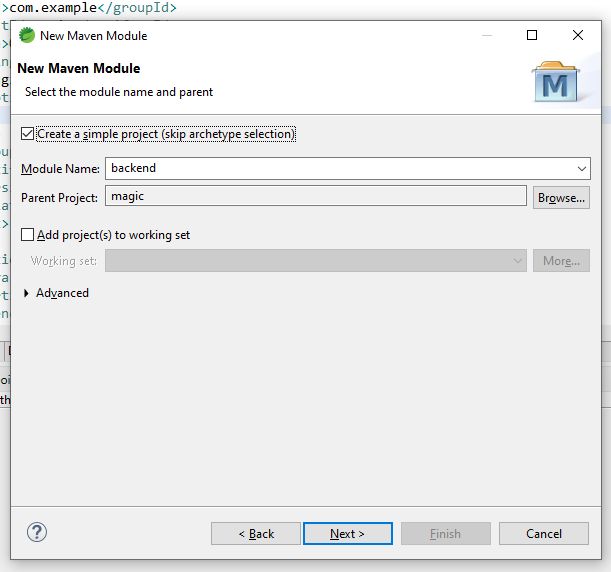 >com.example</groupId>
New Maven Module
New Maven Module
Select the module name and parent
M
Create a simple project (skip archetype selection)
Module Name: backend
Parent Project: magic Browse...
Add project(s) to working set
Working set: More...
Advanced
? < Back Next > Finish Cancel